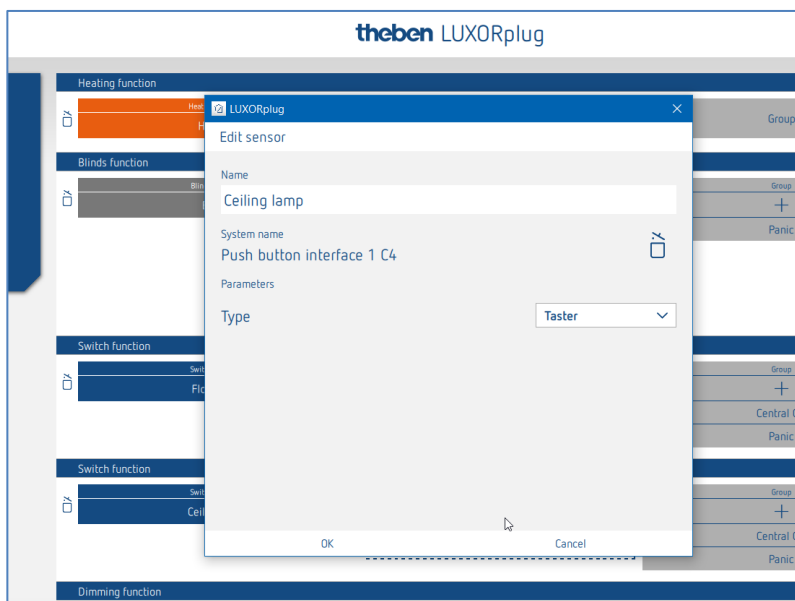 theben LUXORplug
Heating function
Heat
H
Group
LUXORplug
Edit sensor
Name
Ceiling lamp
System name
Push button interface 1 C4
Parameters
Type
Taster
OK
Cancel
Blinds function
Blin
Group
+
Panic
Switch function
Swit
Flo
Group
+
Central
Panic
Switch function
Swit
Ceil
Group
+
Central
Panic
Dimming function